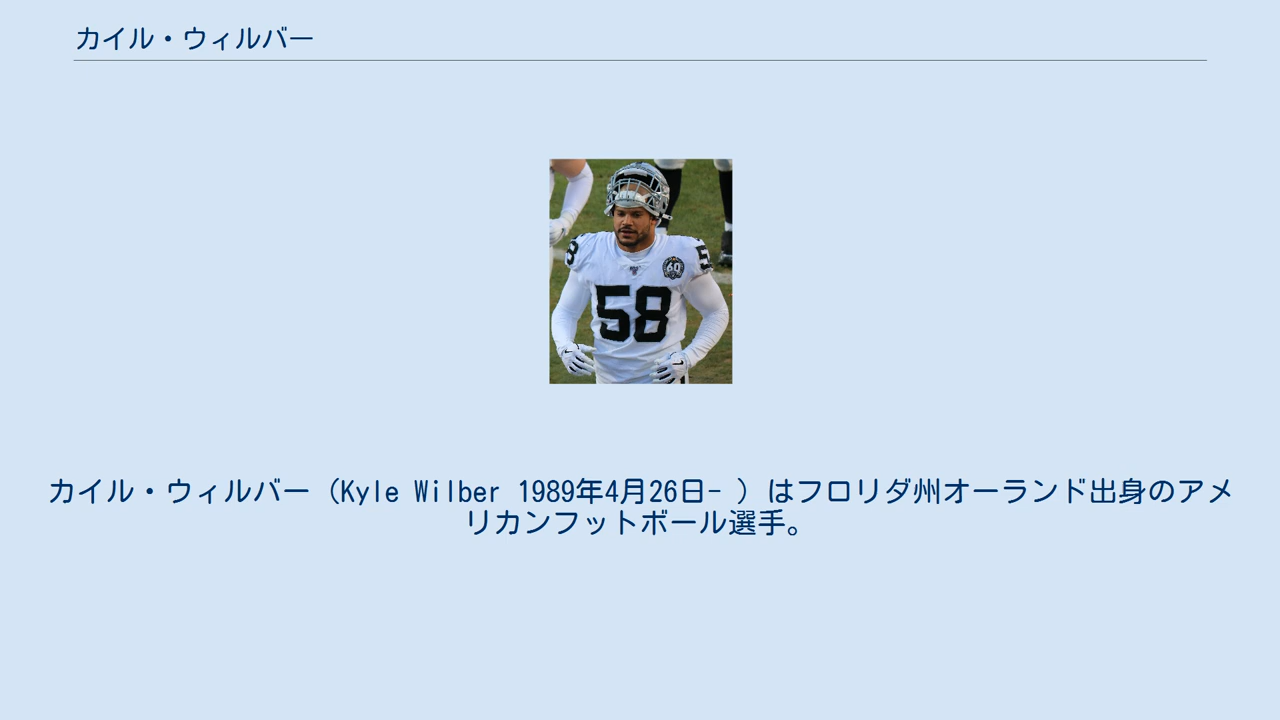 カイル・ウィルバー
58
60
カイル・ウィルバー（Kyle Wilber 1989年4月26日- ）はフロリダ州オーランド出身のアメ
リカンフットボール選手。